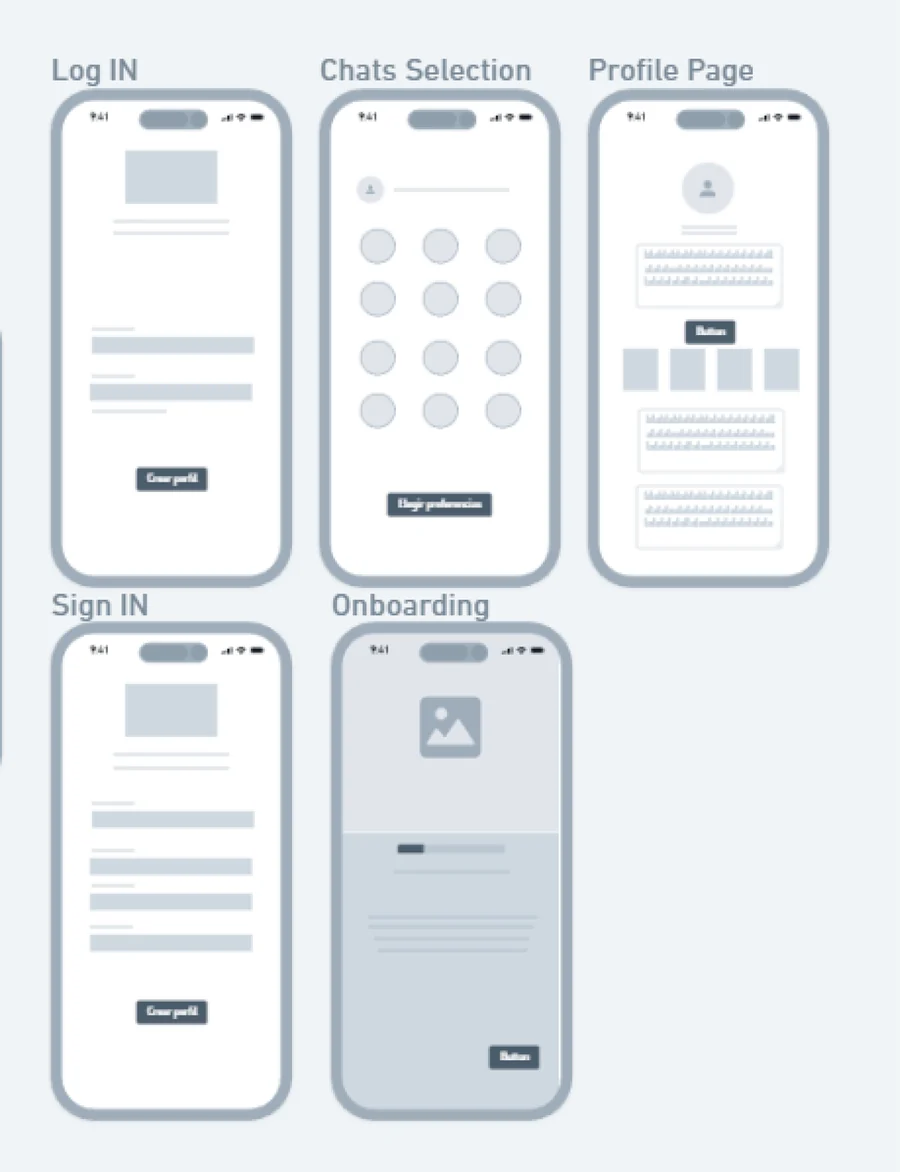 Log IN
Chats Selection
Profile Page
9:41
9:41
9:41
Button
Crear perfil
Elegir preferencias
Sign IN
Onboarding
9:41
9:41
Crear perfil
Button